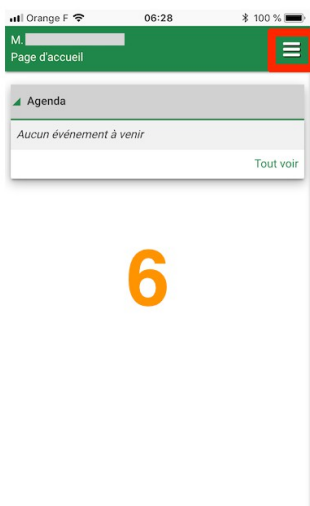 Orange F 06:28 100 %
M.
Page d'accueil
Agenda
Aucun événement à venir
Tout voir
6